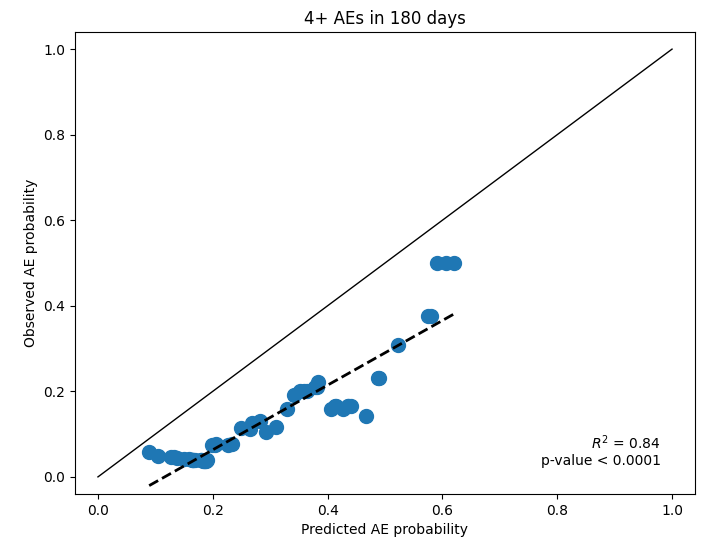 4+ AEs in 180 days
Observed AE probability
1.0
0.8
0.6
0.4
0.2
0.0
R² = 0.84
p-value < 0.0001
0.0 0.2 0.4 0.6 0.8 1.0
Predicted AE probability